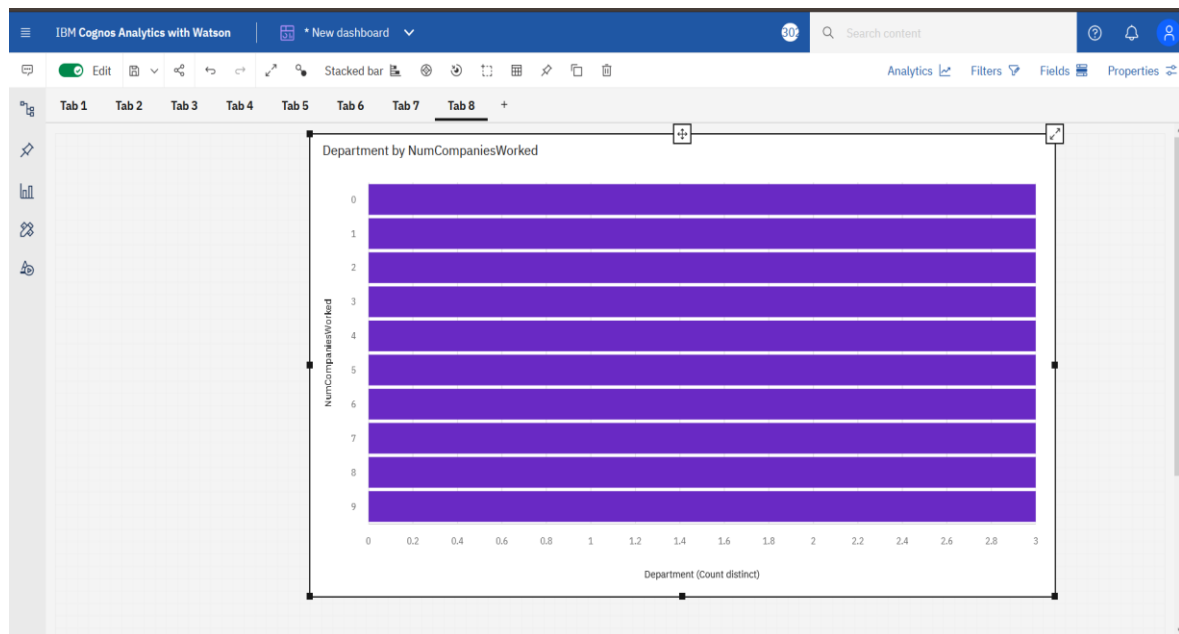 IBM Cognos Analytics with Watson
* New dashboard
302
Search content
Edit
Stacked bar
Analytics
Filters
Fields
Properties
Tab 1
Tab 2
Tab 3
Tab 4
Tab 5
Tab 6
Tab 7
Tab 8
+
Department by NumCompaniesWorked
NumCompaniesWorked
0
1
2
3
4
5
6
7
8
9
0 0.2 0.4 0.6 0.8 1 1.2 1.4 1.6 1.8 2 2.2 2.4 2.6 2.8 3
Department (Count distinct)